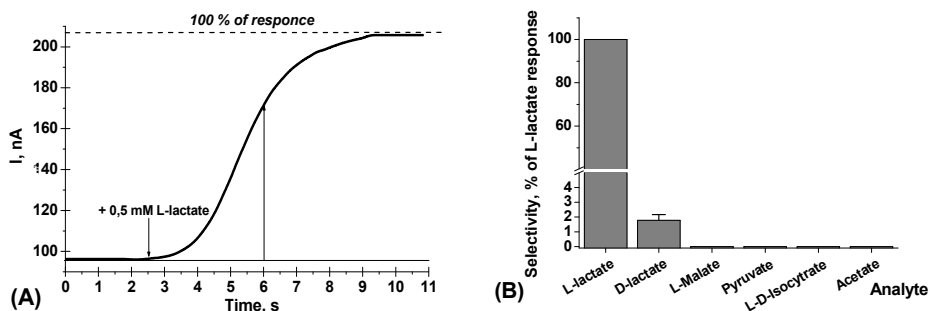 100 % of responce
I, nA
200
180
160
140
120
100
+ 0,5 mM L-lactate
0 1 2 3 4 5 6 7 8 9 10 11
Time, s
(A)
Selectivity, % of L-lactate response
100
80
60
4
3
2
1
0
L-lactate
D-lactate
L-Malate
Pyruvate
L-D-Isocytrate
Acetate
Analyte
(B)